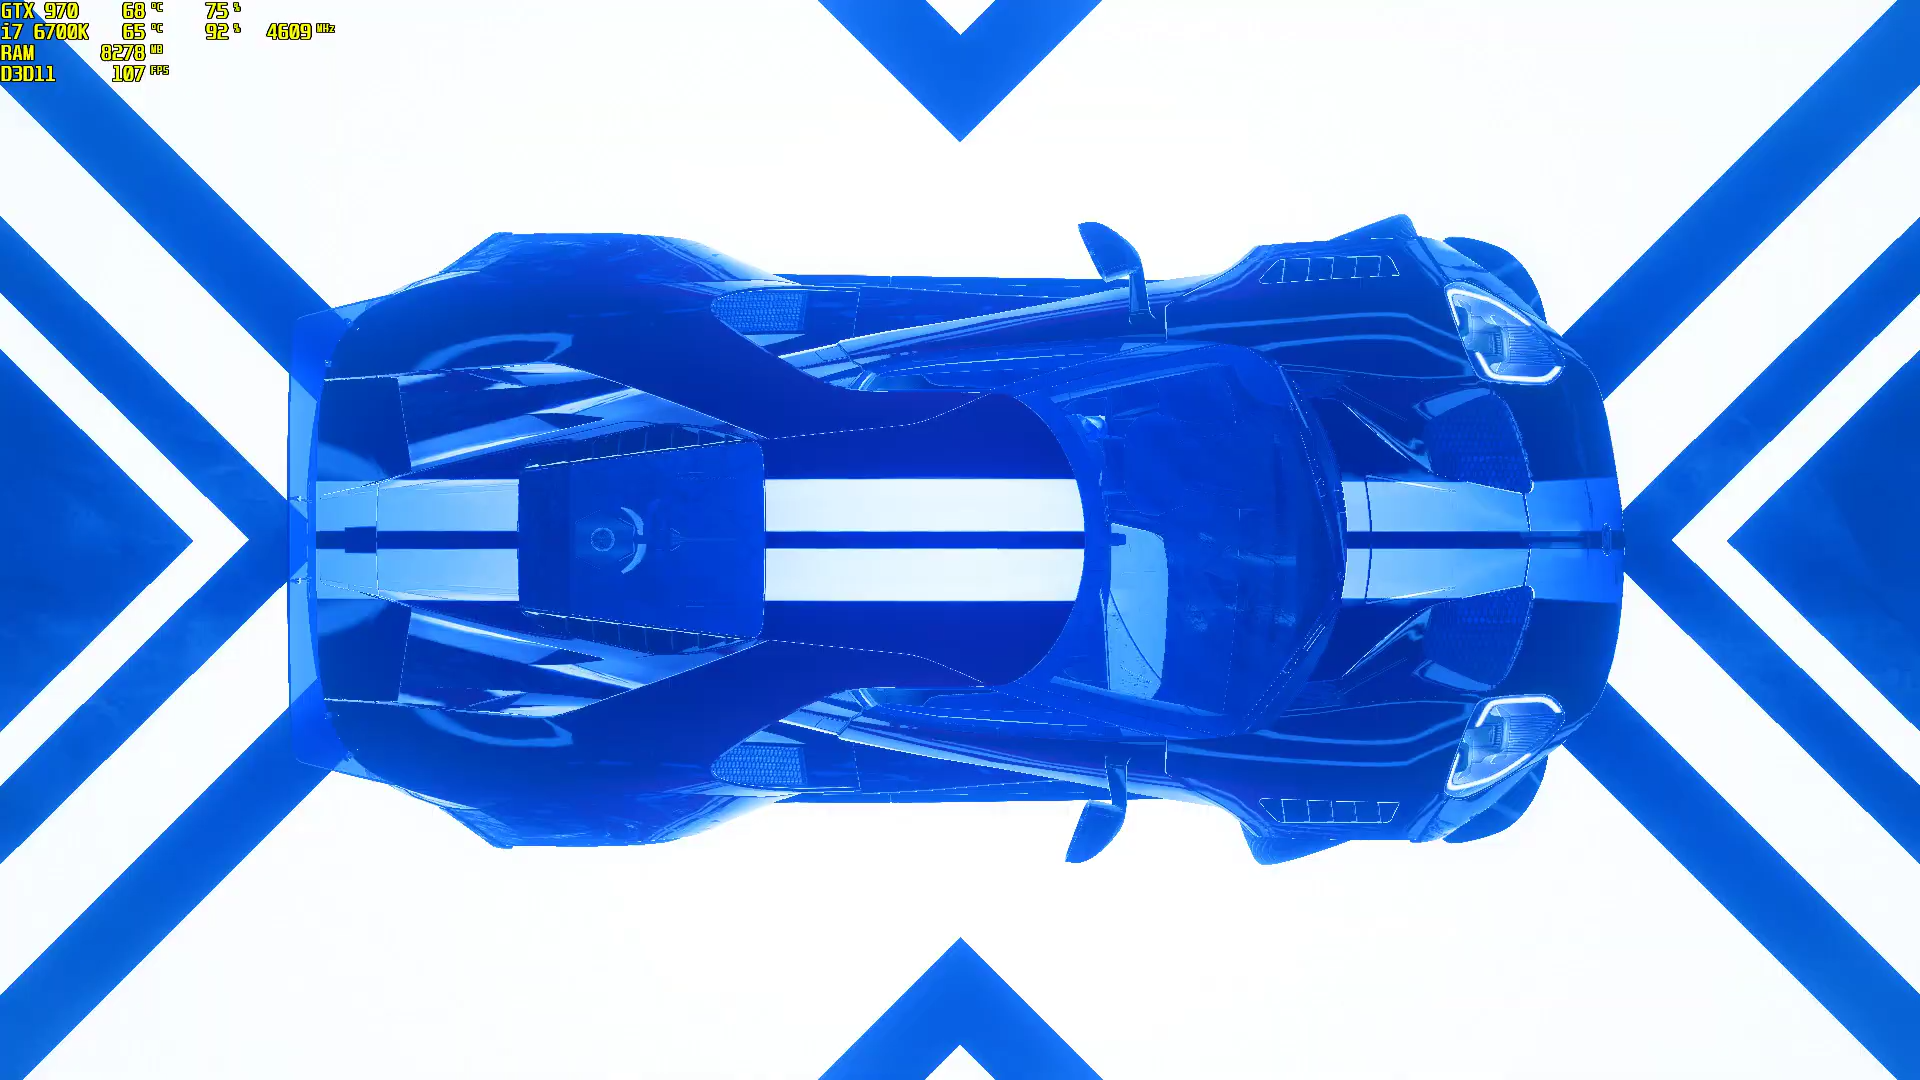 GTX 970 68 °C 75 %
i7 6700K 65 °C 92 % 4609 MHz
RAM 8278 MB
D3D11 107 FPS